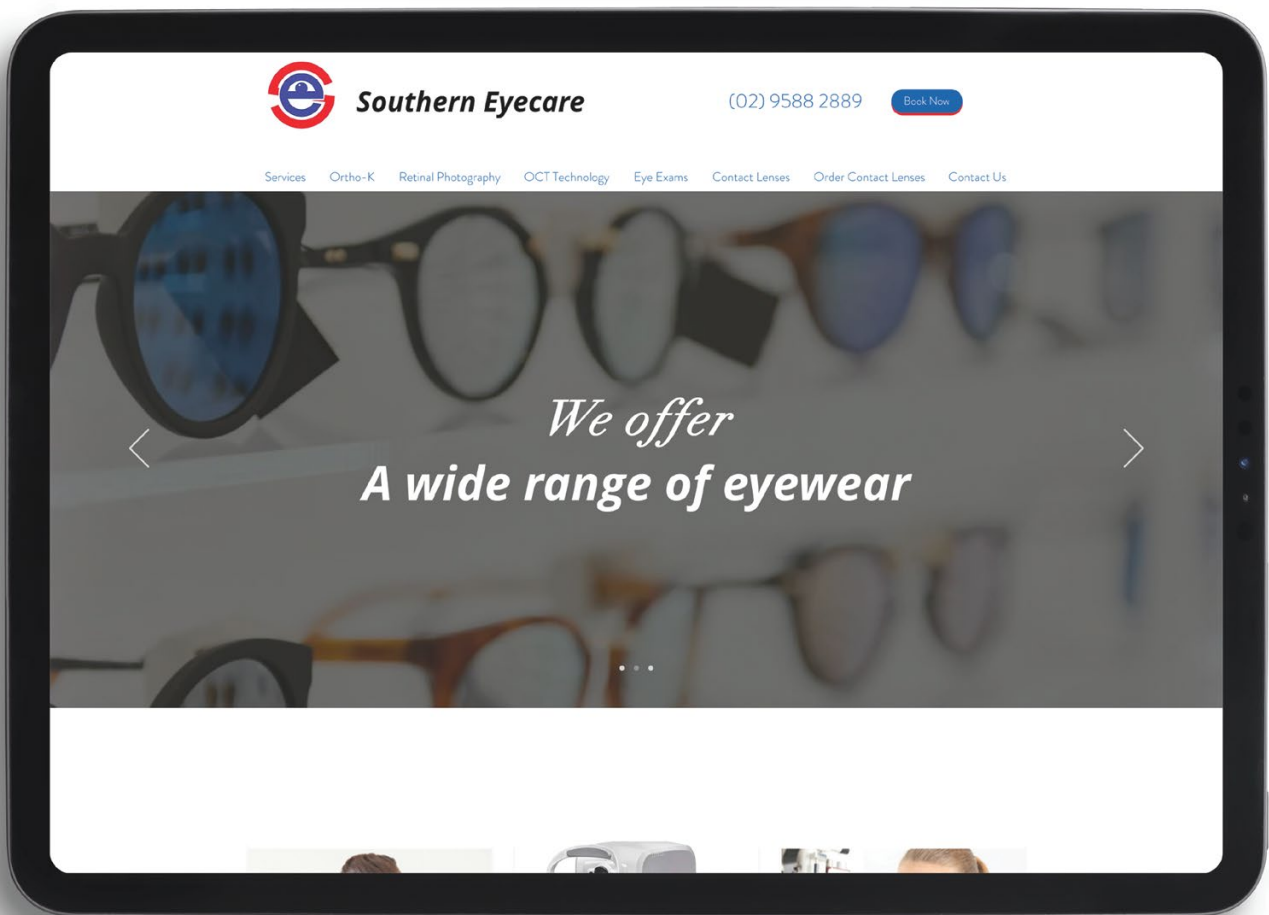 Southern Eyecare
(02) 9588 2889
Book Now
Services Ortho-K Retinal Photography OCT Technology Eye Exams Contact Lenses Order Contact Lenses Contact Us
We offer
A wide range of eyewear